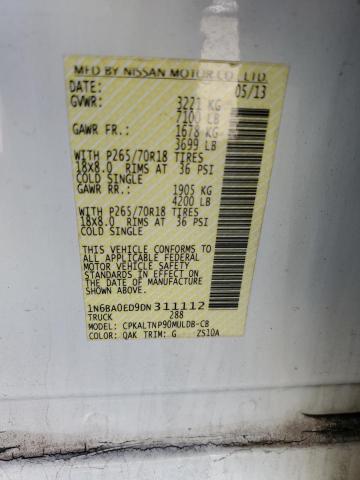 MFD BY NISSAN MOTOR CO., LTD.
DATE: 05/13
GVWR: 3221 KG
7100 LB
GAWR FR.: 1678 KG
3699 LB
WITH P265/70R18 TIRES
18x8.0 RIMS AT 36 PSI
COLD SINGLE
GAWR RR.: 1905 KG
4200 LB
WITH P265/70R18 TIRES
18x8.0 RIMS AT 36 PSI
COLD SINGLE
THIS VEHICLE CONFORMS TO
ALL APPLICABLE FEDERAL
MOTOR VEHICLE SAFETY
STANDARDS IN EFFECT ON
THE DATE OF MANUFACTURE
SHOWN ABOVE
1N6BA0ED9DN311112
TRUCK 288
MODEL: CPKALTNP90MULDB-CB
COLOR: QAK TRIM: G ZS10A